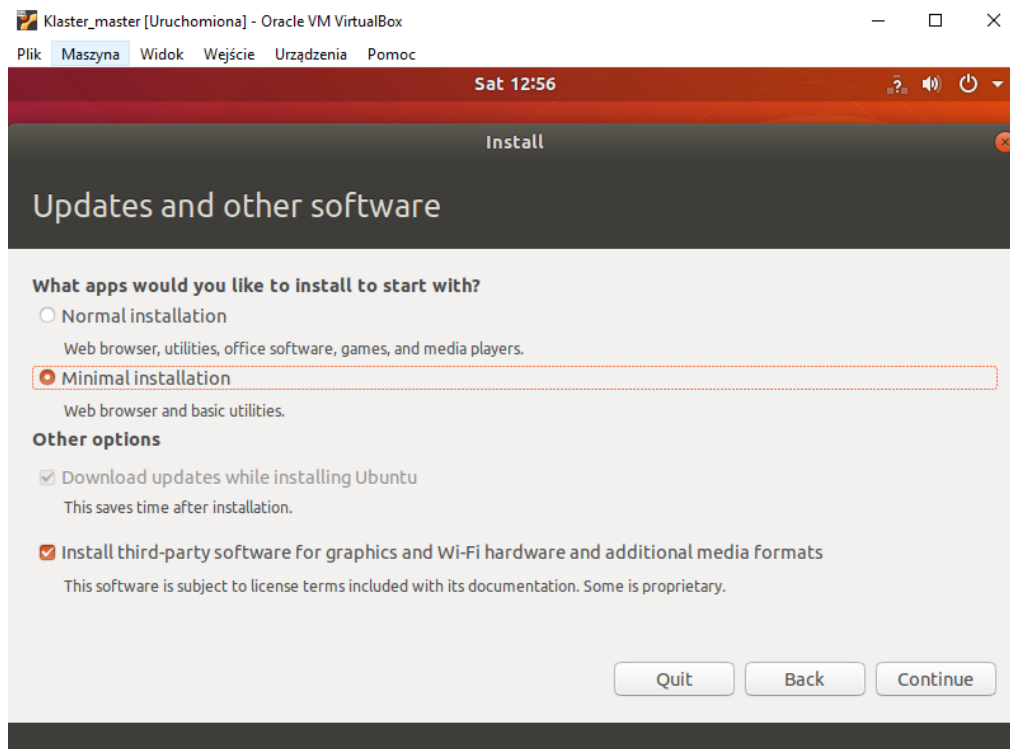 Klaster_master [Uruchomiona] - Oracle VM VirtualBox
Plik Maszyna Widok Wejście Urządzenia Pomoc
Sat 12:56
Install
Updates and other software
What apps would you like to install to start with?
Normal installation
Web browser, utilities, office software, games, and media players.
Minimal installation
Web browser and basic utilities.
Other options
Download updates while installing Ubuntu
This saves time after installation.
Install third-party software for graphics and Wi-Fi hardware and additional media formats
This software is subject to license terms included with its documentation. Some is proprietary.
Quit Back Continue